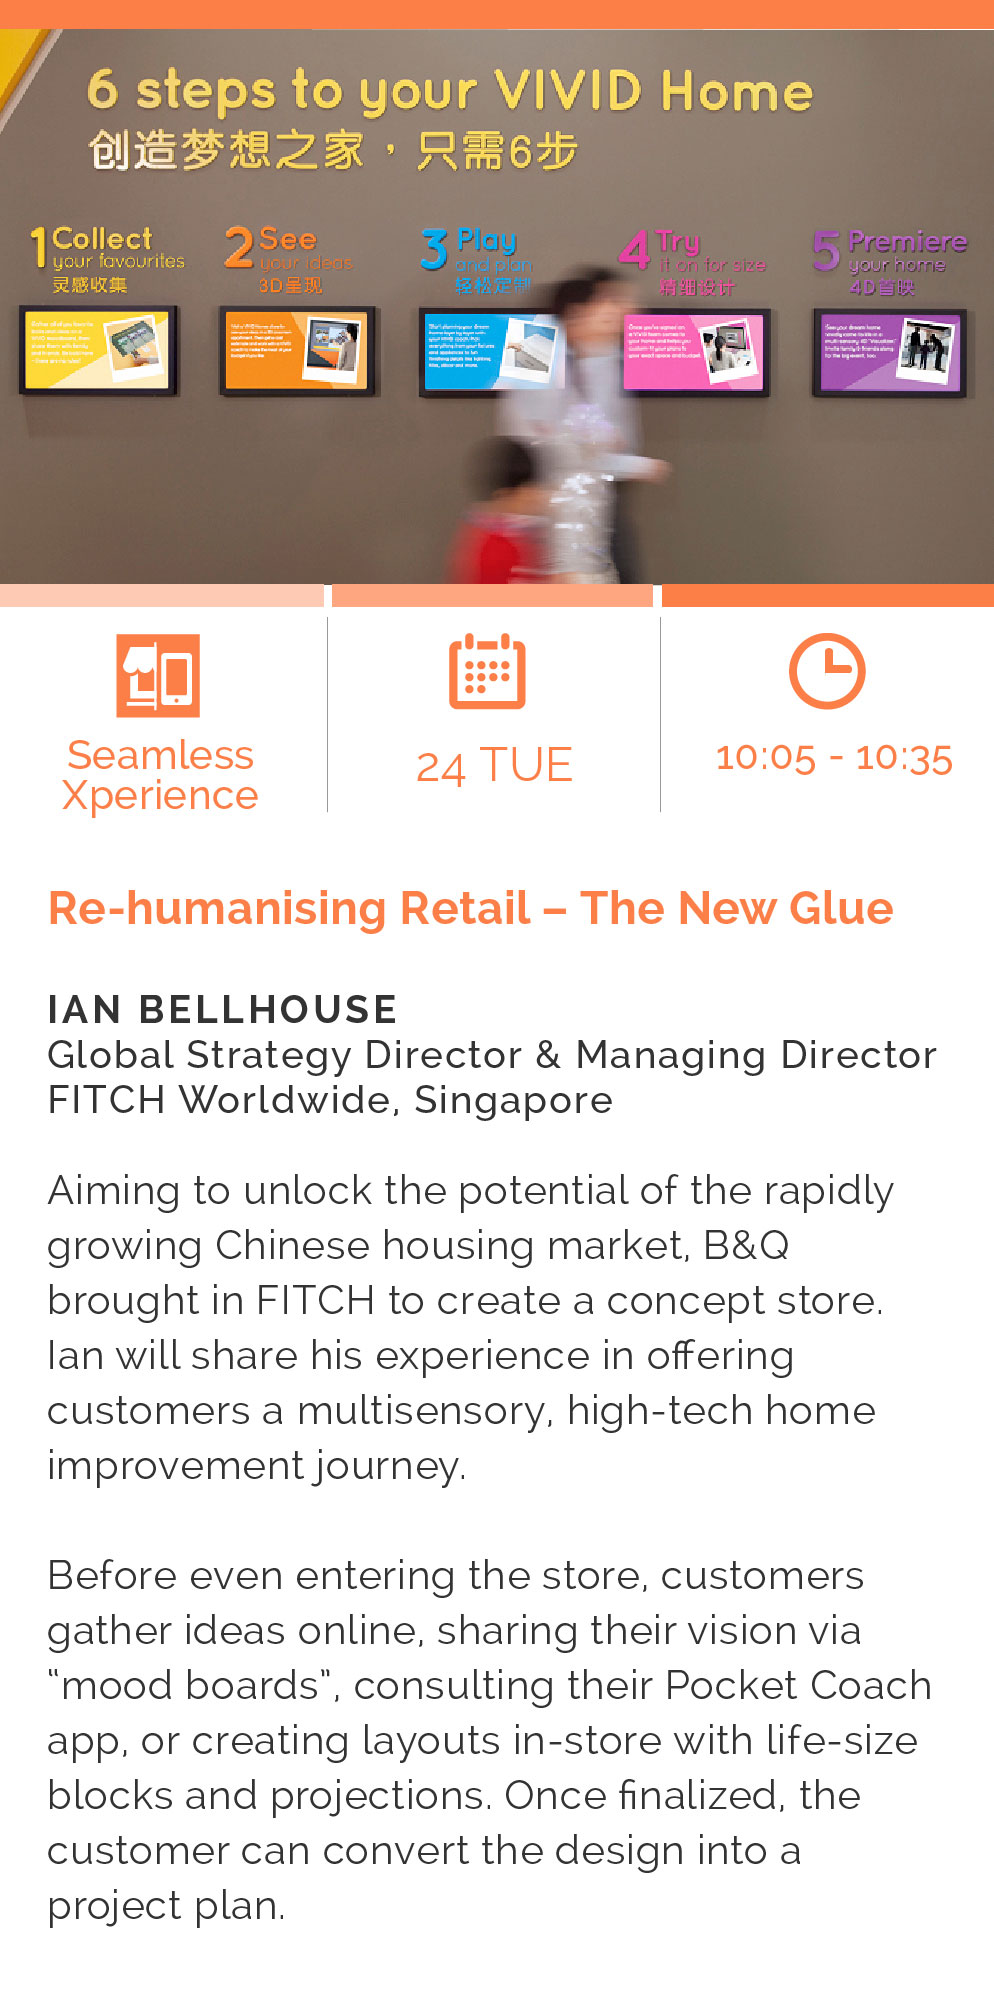 6 steps to your VIVID Home
创造梦想之家，只需6步
1 Collect
your favourites
灵感收集
2 See
your ideas
3D呈现
3 Play
and plan
轻松定制
4 Try
it on for size
精细设计
5 Premiere
your home
4D首映
Seamless
Xperience
24 TUE
10:05 - 10:35
Re-humanising Retail – The New Glue
IAN BELLHOUSE
Global Strategy Director & Managing Director
FITCH Worldwide, Singapore
Aiming to unlock the potential of the rapidly
growing Chinese housing market, B&Q
brought in FITCH to create a concept store.
Ian will share his experience in offering
customers a multisensory, high-tech home
improvement journey.
Before even entering the store, customers
gather ideas online, sharing their vision via
“mood boards”, consulting their Pocket Coach
app, or creating layouts in-store with life-size
blocks and projections. Once finalized, the
customer can convert the design into a
project plan.